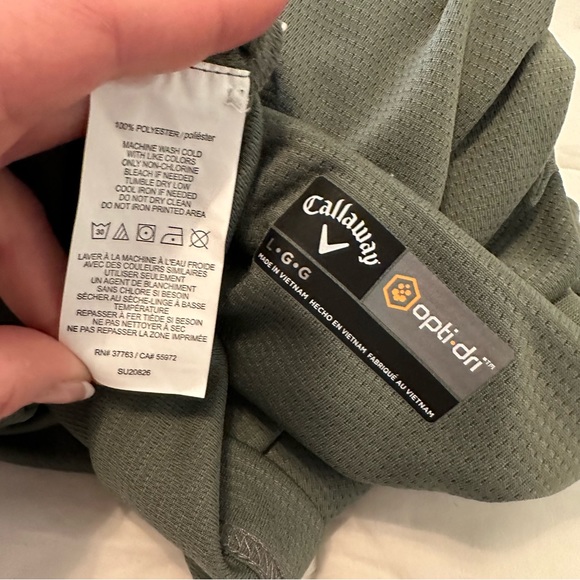 100% POLYESTER / poliéster
MACHINE WASH COLD
WITH LIKE COLORS
ONLY NON-CHLORINE
BLEACH IF NEEDED
TUMBLE DRY LOW
COOL IRON IF NEEDED
DO NOT DRY CLEAN
DO NOT IRON PRINTED AREA
30
LAVER À LA MACHINE À L'EAU FROIDE
AVEC DES COULEURS SIMILAIRES
UTILISER SEULEMENT
UN AGENT DE BLANCHIMENT
SANS CHLORE SI BESOIN
SÉCHER AU SÈCHE-LINGE À BASSE
TEMPÉRATURE
REPASSER À FER TIÈDE SI BESOIN
NE PAS NETTOYER À SEC
NE PAS REPASSER LA ZONE IMPRIMÉE
RN# 37763 / CA# 55972
SU20826
Callaway
L•G•G
opti•dri™
MADE IN VIETNAM HECHO EN VIETNAM FABRIQUÉ AU VIETNAM